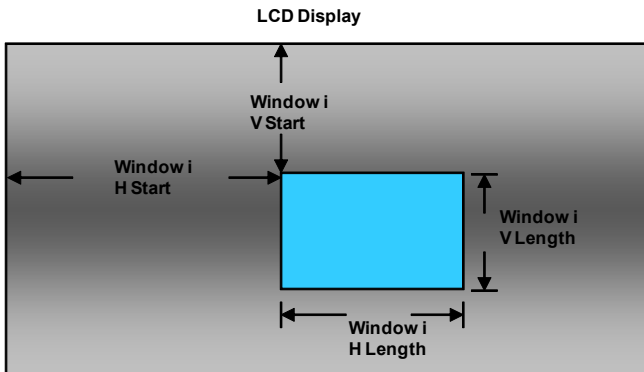 LCD Display
Window i
V Start
Window i
H Start
Window i
V Length
Window i
H Length